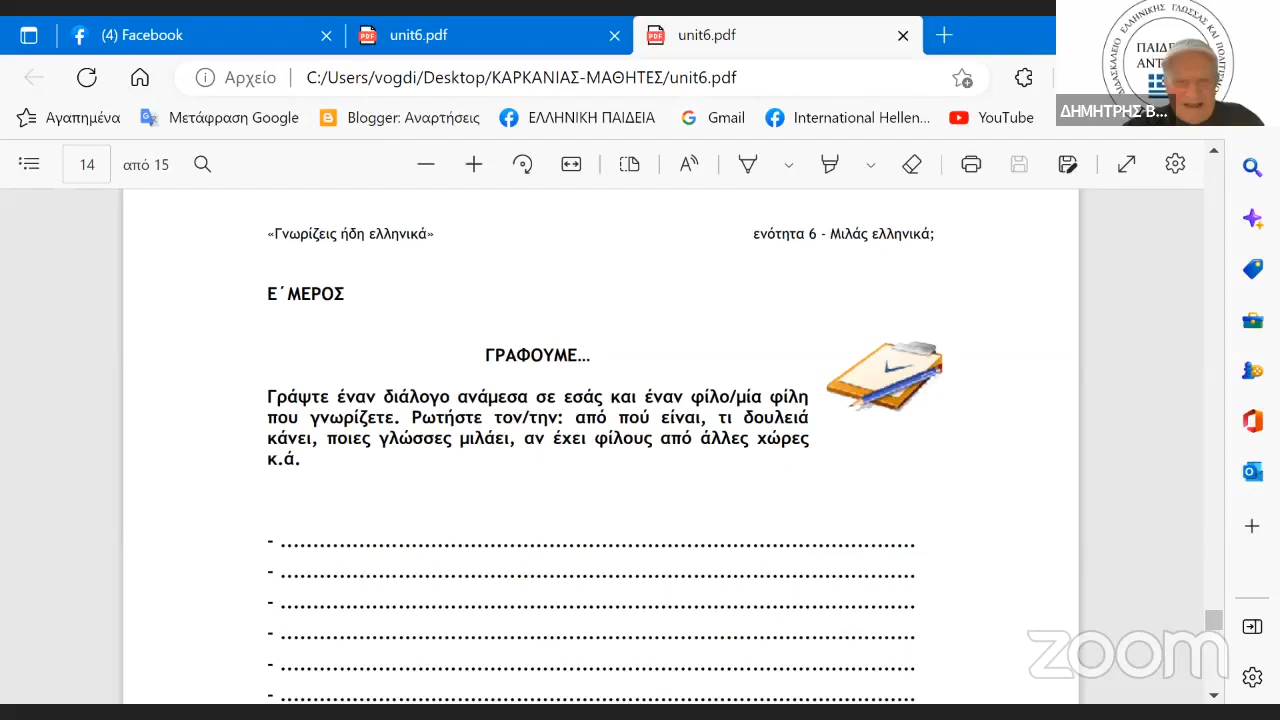 (4) Facebook
unit6.pdf
unit6.pdf
Αρχείο
C:/Users/vogdi/Desktop/ΚΑΡΚΑΝΙΑΣ-ΜΑΘΗΤΕΣ/unit6.pdf
Αγαπημένα
Μετάφραση Google
Blogger: Αναρτήσεις
ΕΛΛΗΝΙΚΗ ΠΑΙΔΕΙΑ
Gmail
International Hellen...
YouTube
ΔΗΜΗΤΡΗΣ Β...
14
από 15
«Γνωρίζεις ήδη ελληνικά»
ενότητα 6 - Μιλάς ελληνικά;
Ε΄ΜΕΡΟΣ
ΓΡΑΦΟΥΜΕ…
Γράψτε έναν διάλογο ανάμεσα σε εσάς και έναν φίλο/μία φίλη
που γνωρίζετε. Ρωτήστε τον/την: από πού είναι, τι δουλειά
κάνει, ποιες γλώσσες μιλάει, αν έχει φίλους από άλλες χώρες
κ.ά.
zoom